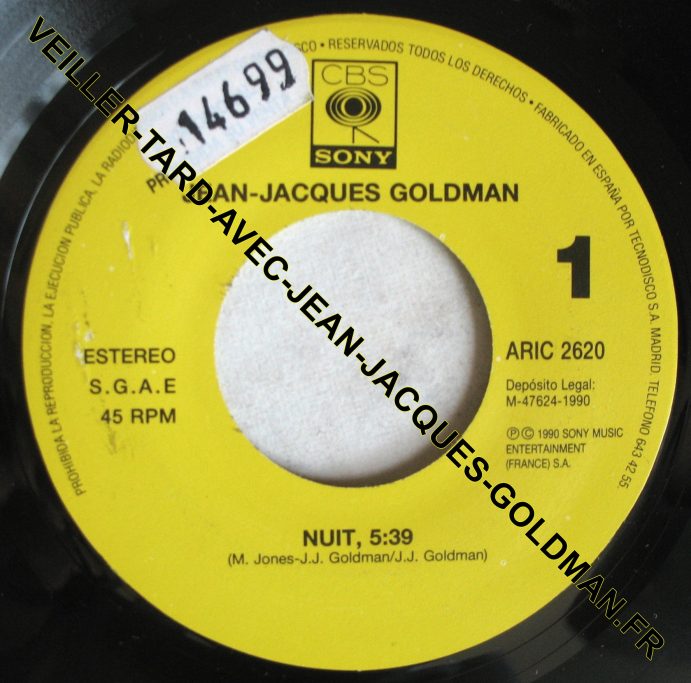 VEILLER-TARD-AVEC-JEAN-JACQUES-GOLDMAN.FR
14699
CBS
SONY
JEAN-JACQUES GOLDMAN
1
ESTEREO
S.G.A.E
45 RPM
ARIC 2620
Depósito Legal:
M-47624-1990
Ⓟ © 1990 SONY MUSIC
ENTERTAINMENT
(FRANCE) S.A.
NUIT, 5:39
(M. Jones-J.J. Goldman/J.J. Goldman)
PROHIBIDA LA REPRODUCCION, LA EJECUCION PUBLICA, LA RADIO
• RESERVADOS TODOS LOS DERECHOS • FABRICADO EN ESPAÑA POR TECNODISCO S.A. MADRID. TELEFONO 643 42 55